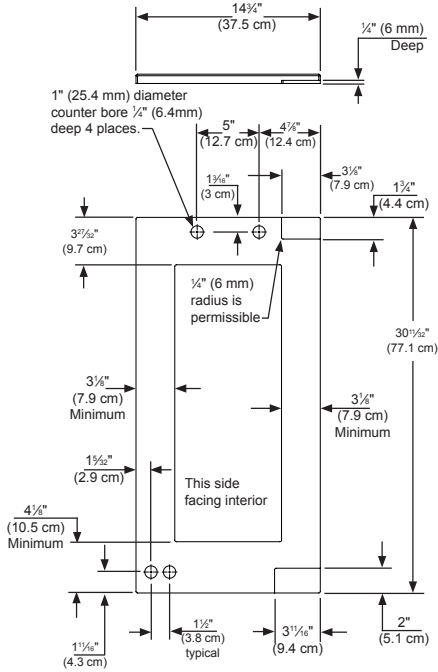 14¾"
(37.5 cm)
¼" (6 mm)
Deep
1" (25.4 mm) diameter
counter bore ¼" (6.4mm)
deep 4 places.
5"
(12.7 cm)
4⅞"
(12.4 cm)
1³⁄₁₆"
(3 cm)
3⅛"
(7.9 cm)
1¾"
(4.4 cm)
3²⁷⁄₃₂"
(9.7 cm)
¼" (6 mm)
radius is
permissible
30¹¹⁄₃₂"
(77.1 cm)
3⅛"
(7.9 cm)
Minimum
3⅛"
(7.9 cm)
Minimum
1⁵⁄₃₂"
(2.9 cm)
This side
facing interior
4⅛"
(10.5 cm)
Minimum
1½"
(3.8 cm)
typical
1¹¹⁄₁₆"
(4.3 cm)
3¹¹⁄₁₆"
(9.4 cm)
2"
(5.1 cm)